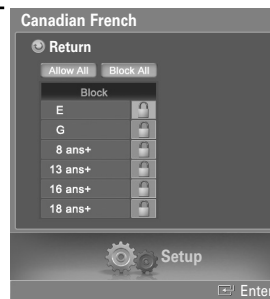 Canadian French
Return
Allow All Block All
Block
E
G
8 ans+
13 ans+
16 ans+
18 ans+
Setup
Enter